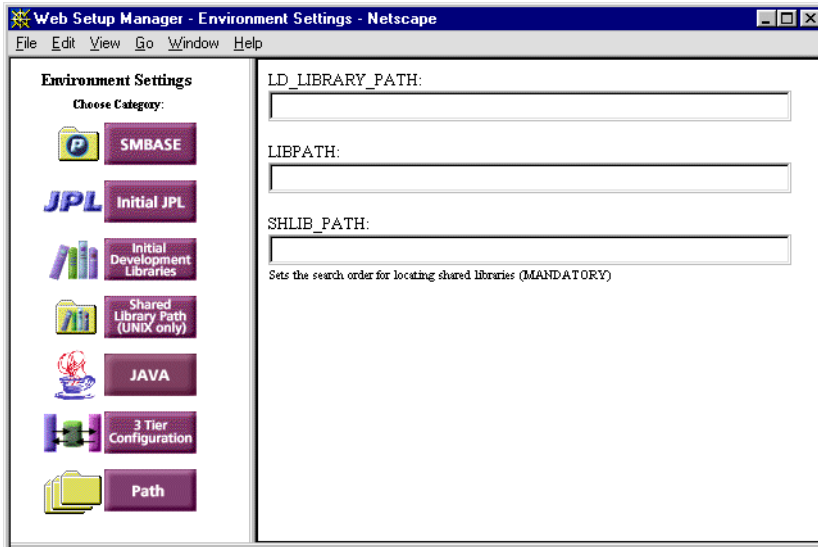 Web Setup Manager - Environment Settings - Netscape
File Edit View Go Window Help
Environment Settings
Choose Category:
P
SMBASE
JPL
Initial JPL
Initial
Development
Libraries
Shared
Library Path
(UNIX only)
JAVA
3 Tier
Configuration
Path
LD_LIBRARY_PATH:
LIBPATH:
SHLIB_PATH:
Sets the search order for locating shared libraries (MANDATORY)